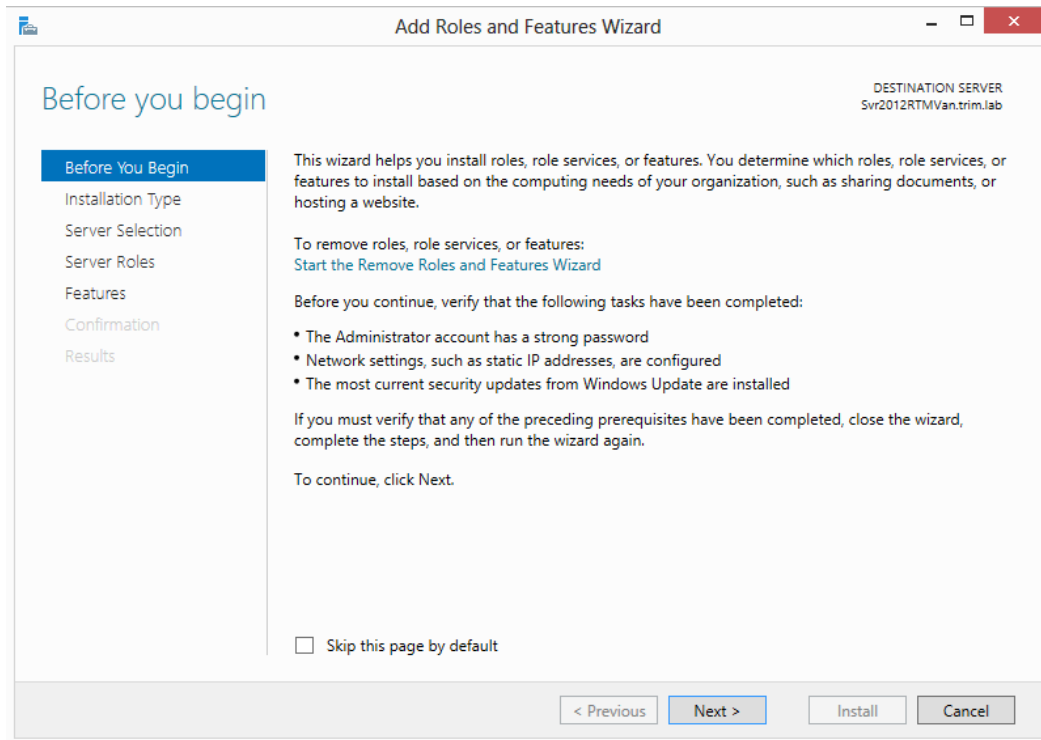 Add Roles and Features Wizard
Before you begin
DESTINATION SERVER
Svr2012RTMVan.trim.lab
Before You Begin
Installation Type
Server Selection
Server Roles
Features
Confirmation
Results
This wizard helps you install roles, role services, or features. You determine which roles, role services, or
features to install based on the computing needs of your organization, such as sharing documents, or
hosting a website.
To remove roles, role services, or features:
Start the Remove Roles and Features Wizard
Before you continue, verify that the following tasks have been completed:
• The Administrator account has a strong password
• Network settings, such as static IP addresses, are configured
• The most current security updates from Windows Update are installed
If you must verify that any of the preceding prerequisites have been completed, close the wizard,
complete the steps, and then run the wizard again.
To continue, click Next.
Skip this page by default
< Previous
Next >
Install
Cancel